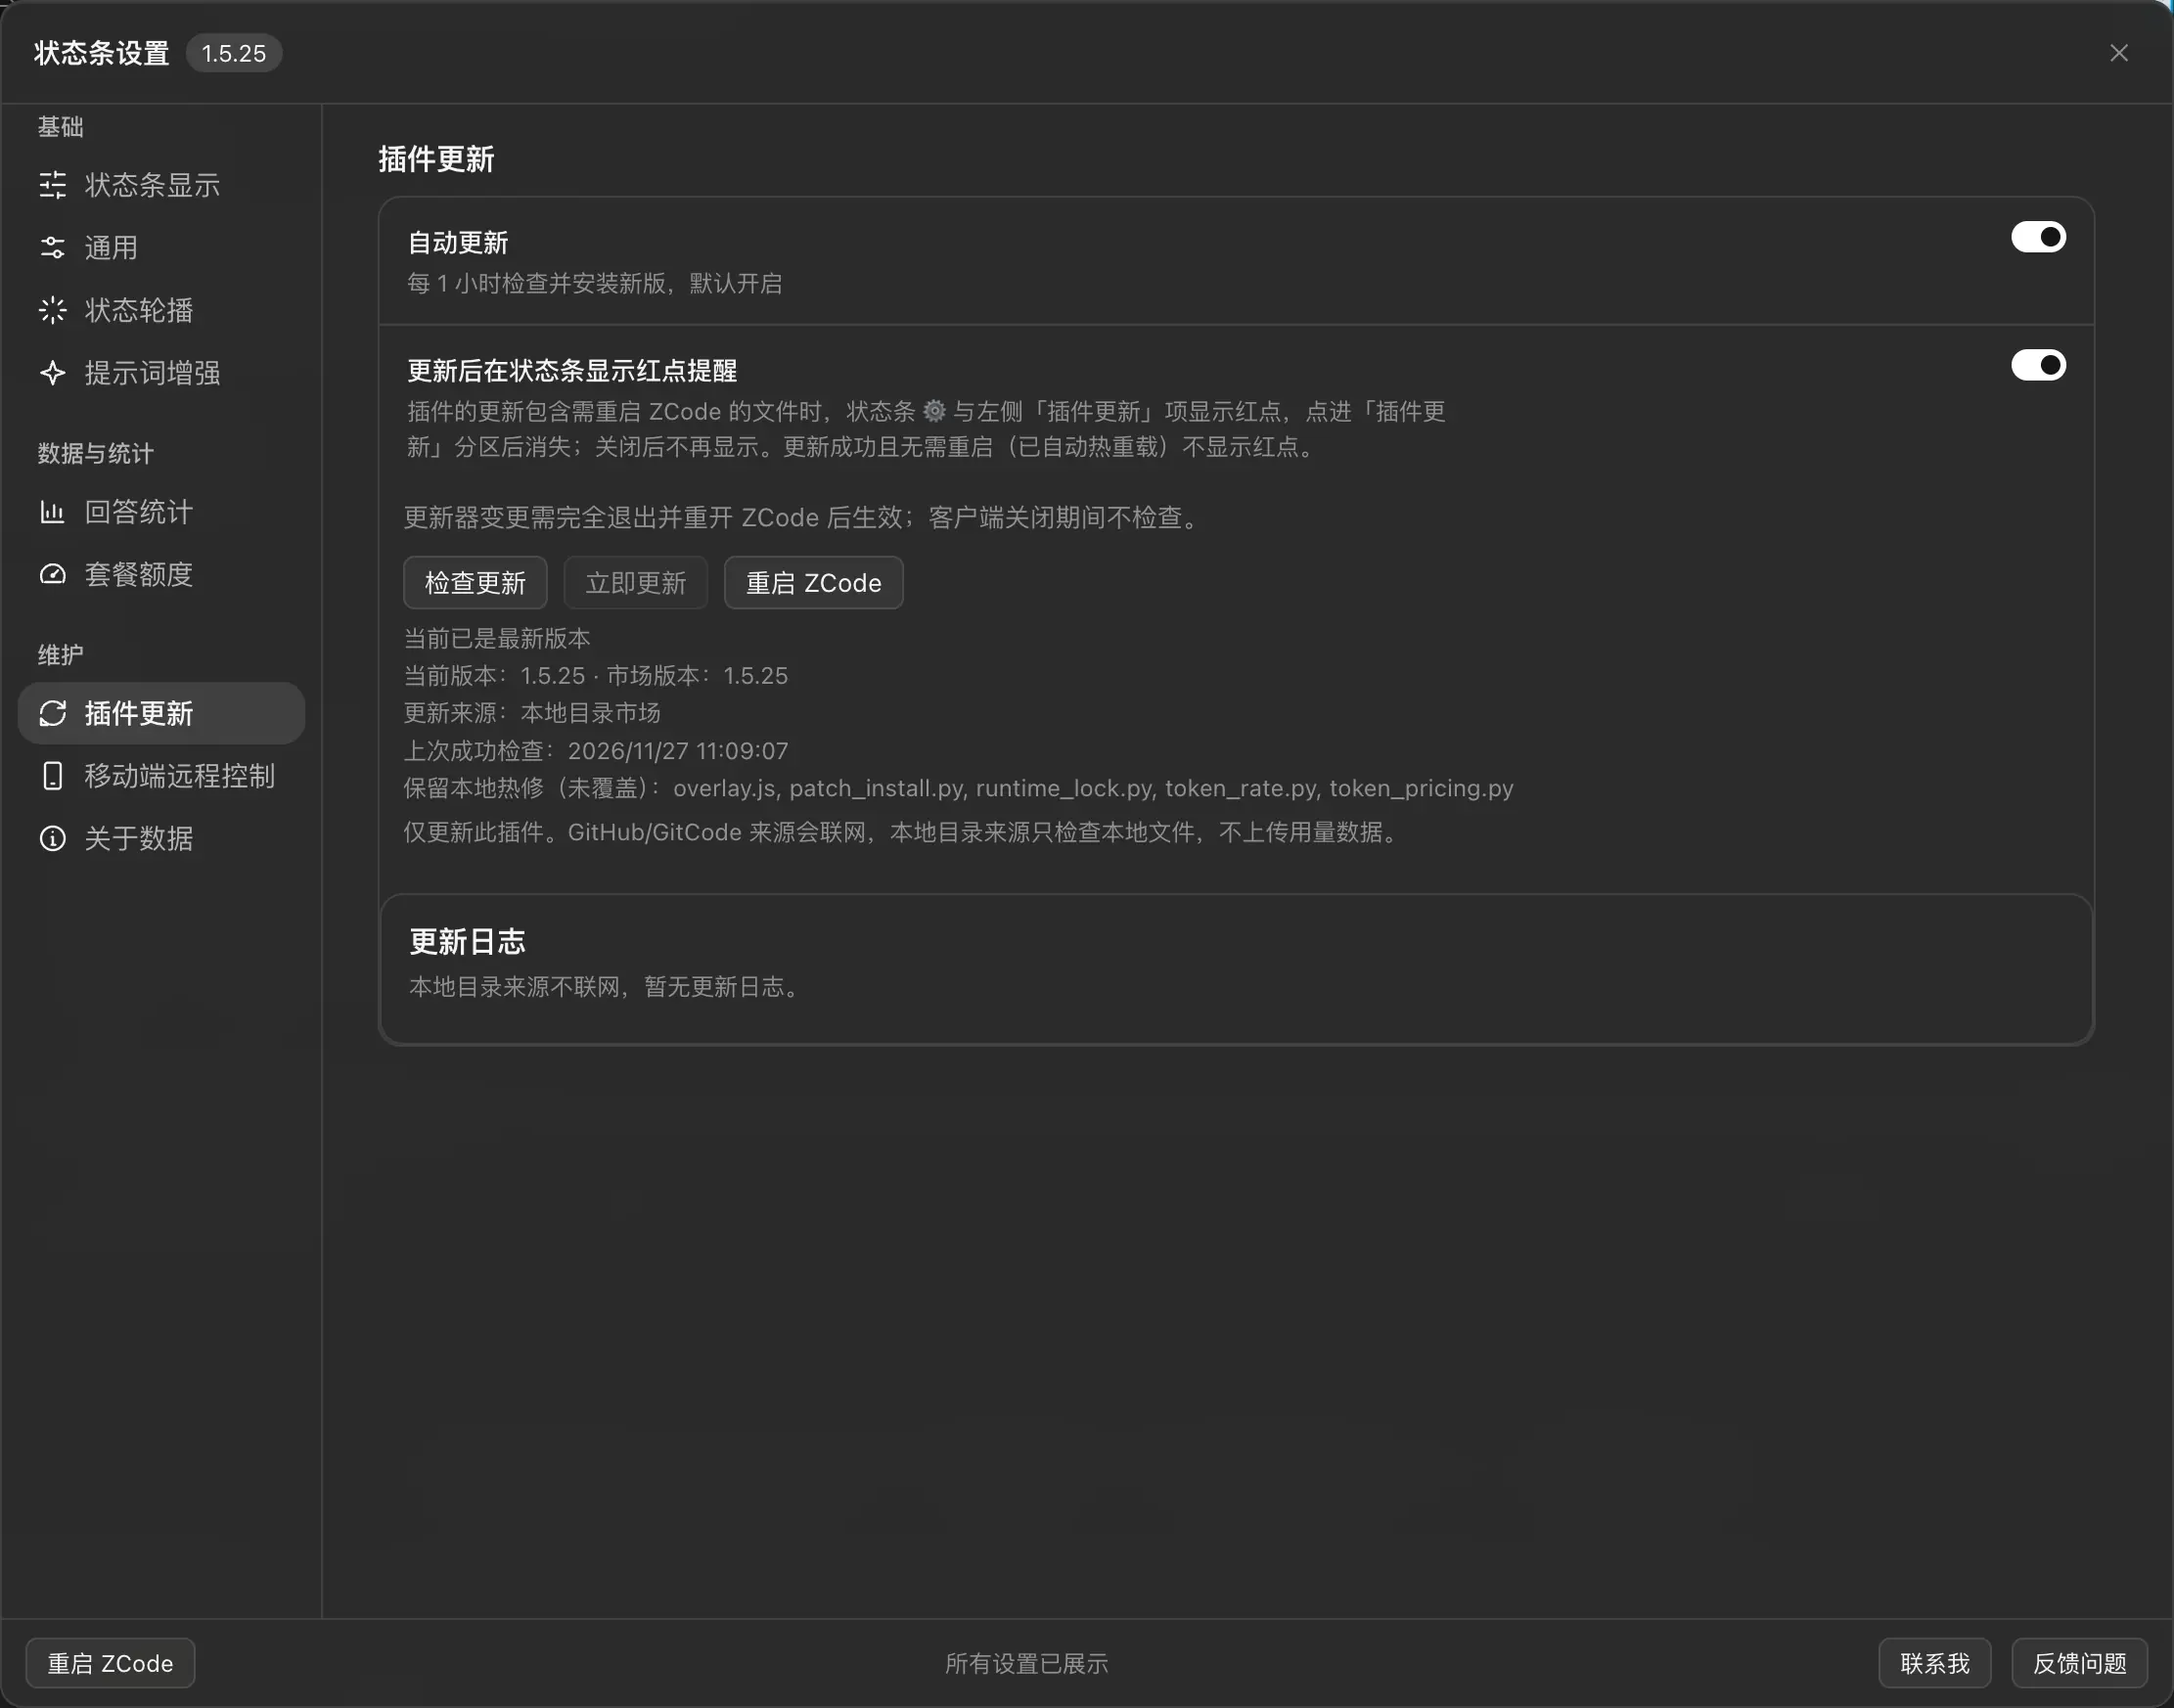 状态条设置 1.5.25
基础
状态条显示
通用
状态轮播
提示词增强
数据与统计
回答统计
套餐额度
维护
插件更新
移动端远程控制
关于数据
插件更新
自动更新
每 1 小时检查并安装新版，默认开启
更新后在状态条显示红点提醒
插件的更新包含需重启 ZCode 的文件时，状态条 ⚙ 与左侧「插件更新」项显示红点，点进「插件更
新」分区后消失；关闭后不再显示。更新成功且无需重启（已自动热重载）不显示红点。
更新器变更需完全退出并重开 ZCode 后生效；客户端关闭期间不检查。
检查更新 立即更新 重启 ZCode
当前已是最新版本
当前版本：1.5.25 · 市场版本：1.5.25
更新来源：本地目录市场
上次成功检查：2026/11/27 11:09:07
保留本地热修（未覆盖）：overlay.js, patch_install.py, runtime_lock.py, token_rate.py, token_pricing.py
仅更新此插件。GitHub/GitCode 来源会联网，本地目录来源只检查本地文件，不上传用量数据。
更新日志
本地目录来源不联网，暂无更新日志。
重启 ZCode 所有设置已展示 联系我 反馈问题